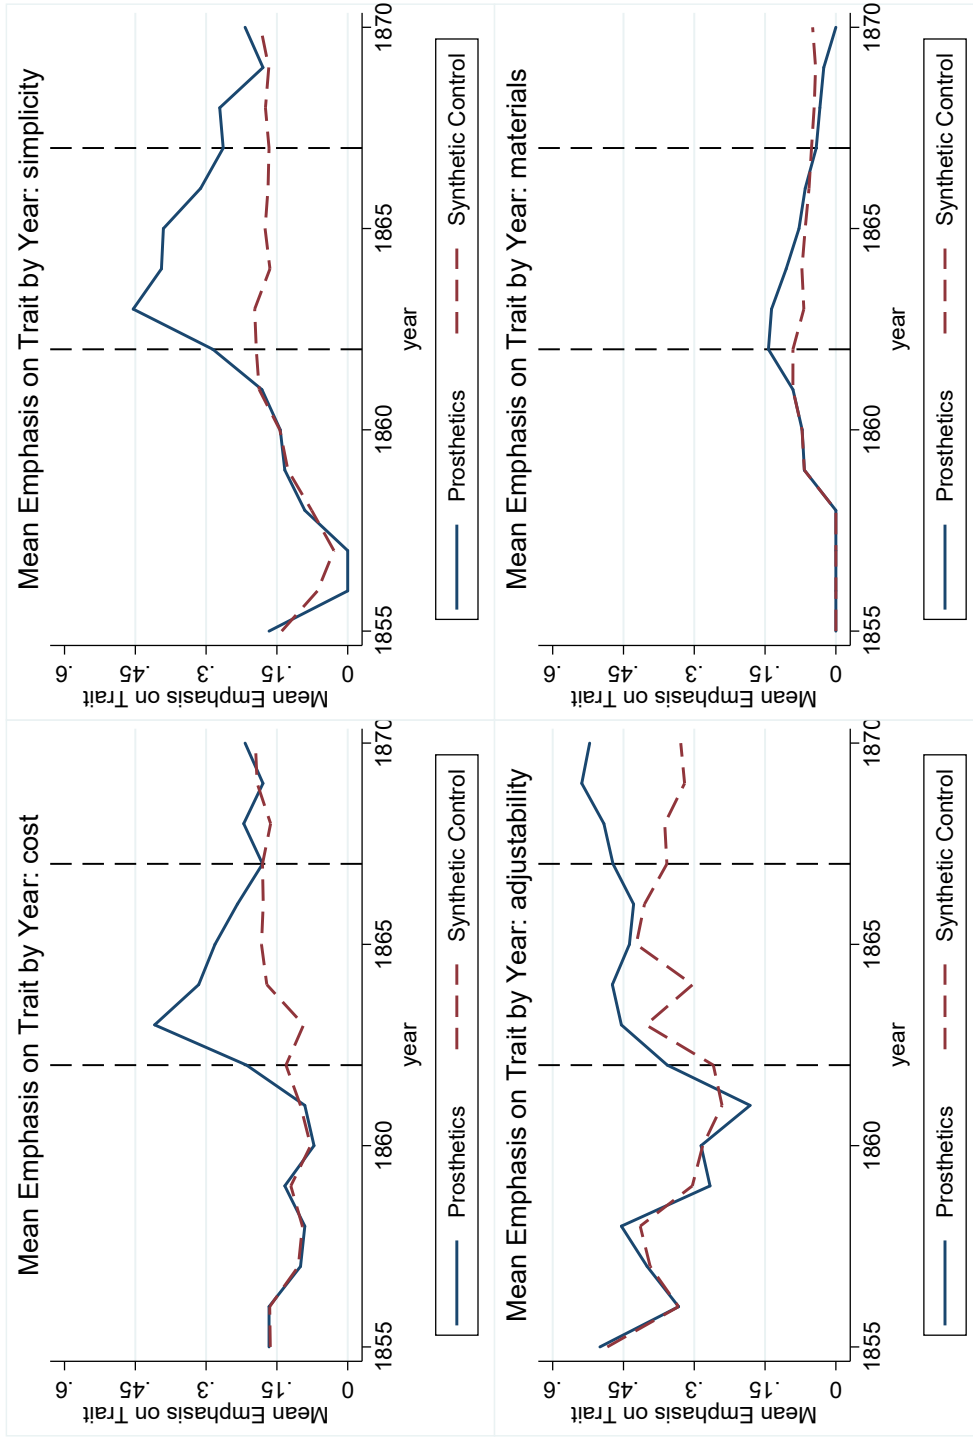 Mean Emphasis on Trait by Year: cost
Mean Emphasis on Trait
0
.15
.3
.45
.6
1855
1860
1865
1870
year
Prosthetics
Synthetic Control
Mean Emphasis on Trait by Year: simplicity
Mean Emphasis on Trait
0
.15
.3
.45
.6
1855
1860
1865
1870
year
Prosthetics
Synthetic Control
Mean Emphasis on Trait by Year: adjustability
Mean Emphasis on Trait
0
.15
.3
.45
.6
1855
1860
1865
1870
year
Prosthetics
Synthetic Control
Mean Emphasis on Trait by Year: materials
Mean Emphasis on Trait
0
.15
.3
.45
.6
1855
1860
1865
1870
year
Prosthetics
Synthetic Control